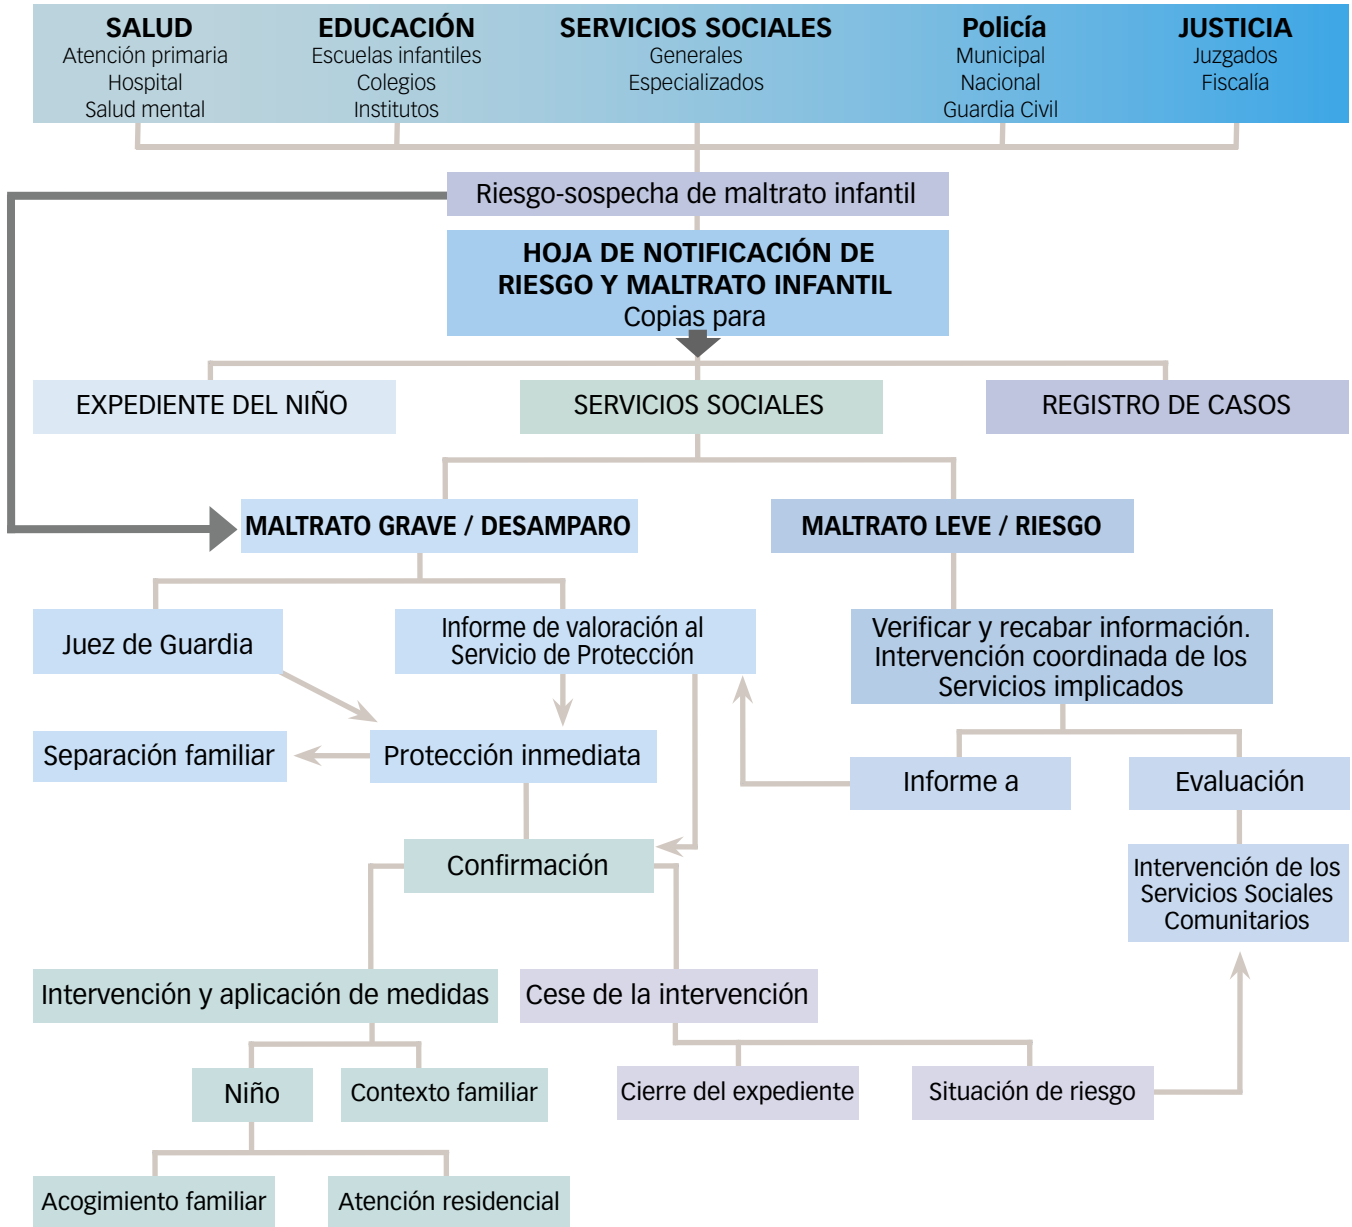 SALUD
Atención primaria
Hospital
Salud mental
EDUCACIÓN
Escuelas infantiles
Colegios
Institutos
SERVICIOS SOCIALES
Generales
Especializados
Policía
Municipal
Nacional
Guardia Civil
JUSTICIA
Juzgados
Fiscalía
Riesgo-sospecha de maltrato infantil
HOJA DE NOTIFICACIÓN DE
RIESGO Y MALTRATO INFANTIL
Copias para
EXPEDIENTE DEL NIÑO
SERVICIOS SOCIALES
REGISTRO DE CASOS
MALTRATO GRAVE / DESAMPARO
MALTRATO LEVE / RIESGO
Juez de Guardia
Informe de valoración al
Servicio de Protección
Verificar y recabar información.
Intervención coordinada de los
Servicios implicados
Separación familiar
Protección inmediata
Informe a
Evaluación
Confirmación
Intervención de los
Servicios Sociales
Comunitarios
Intervención y aplicación de medidas
Cese de la intervención
Niño
Contexto familiar
Cierre del expediente
Situación de riesgo
Acogimiento familiar
Atención residencial